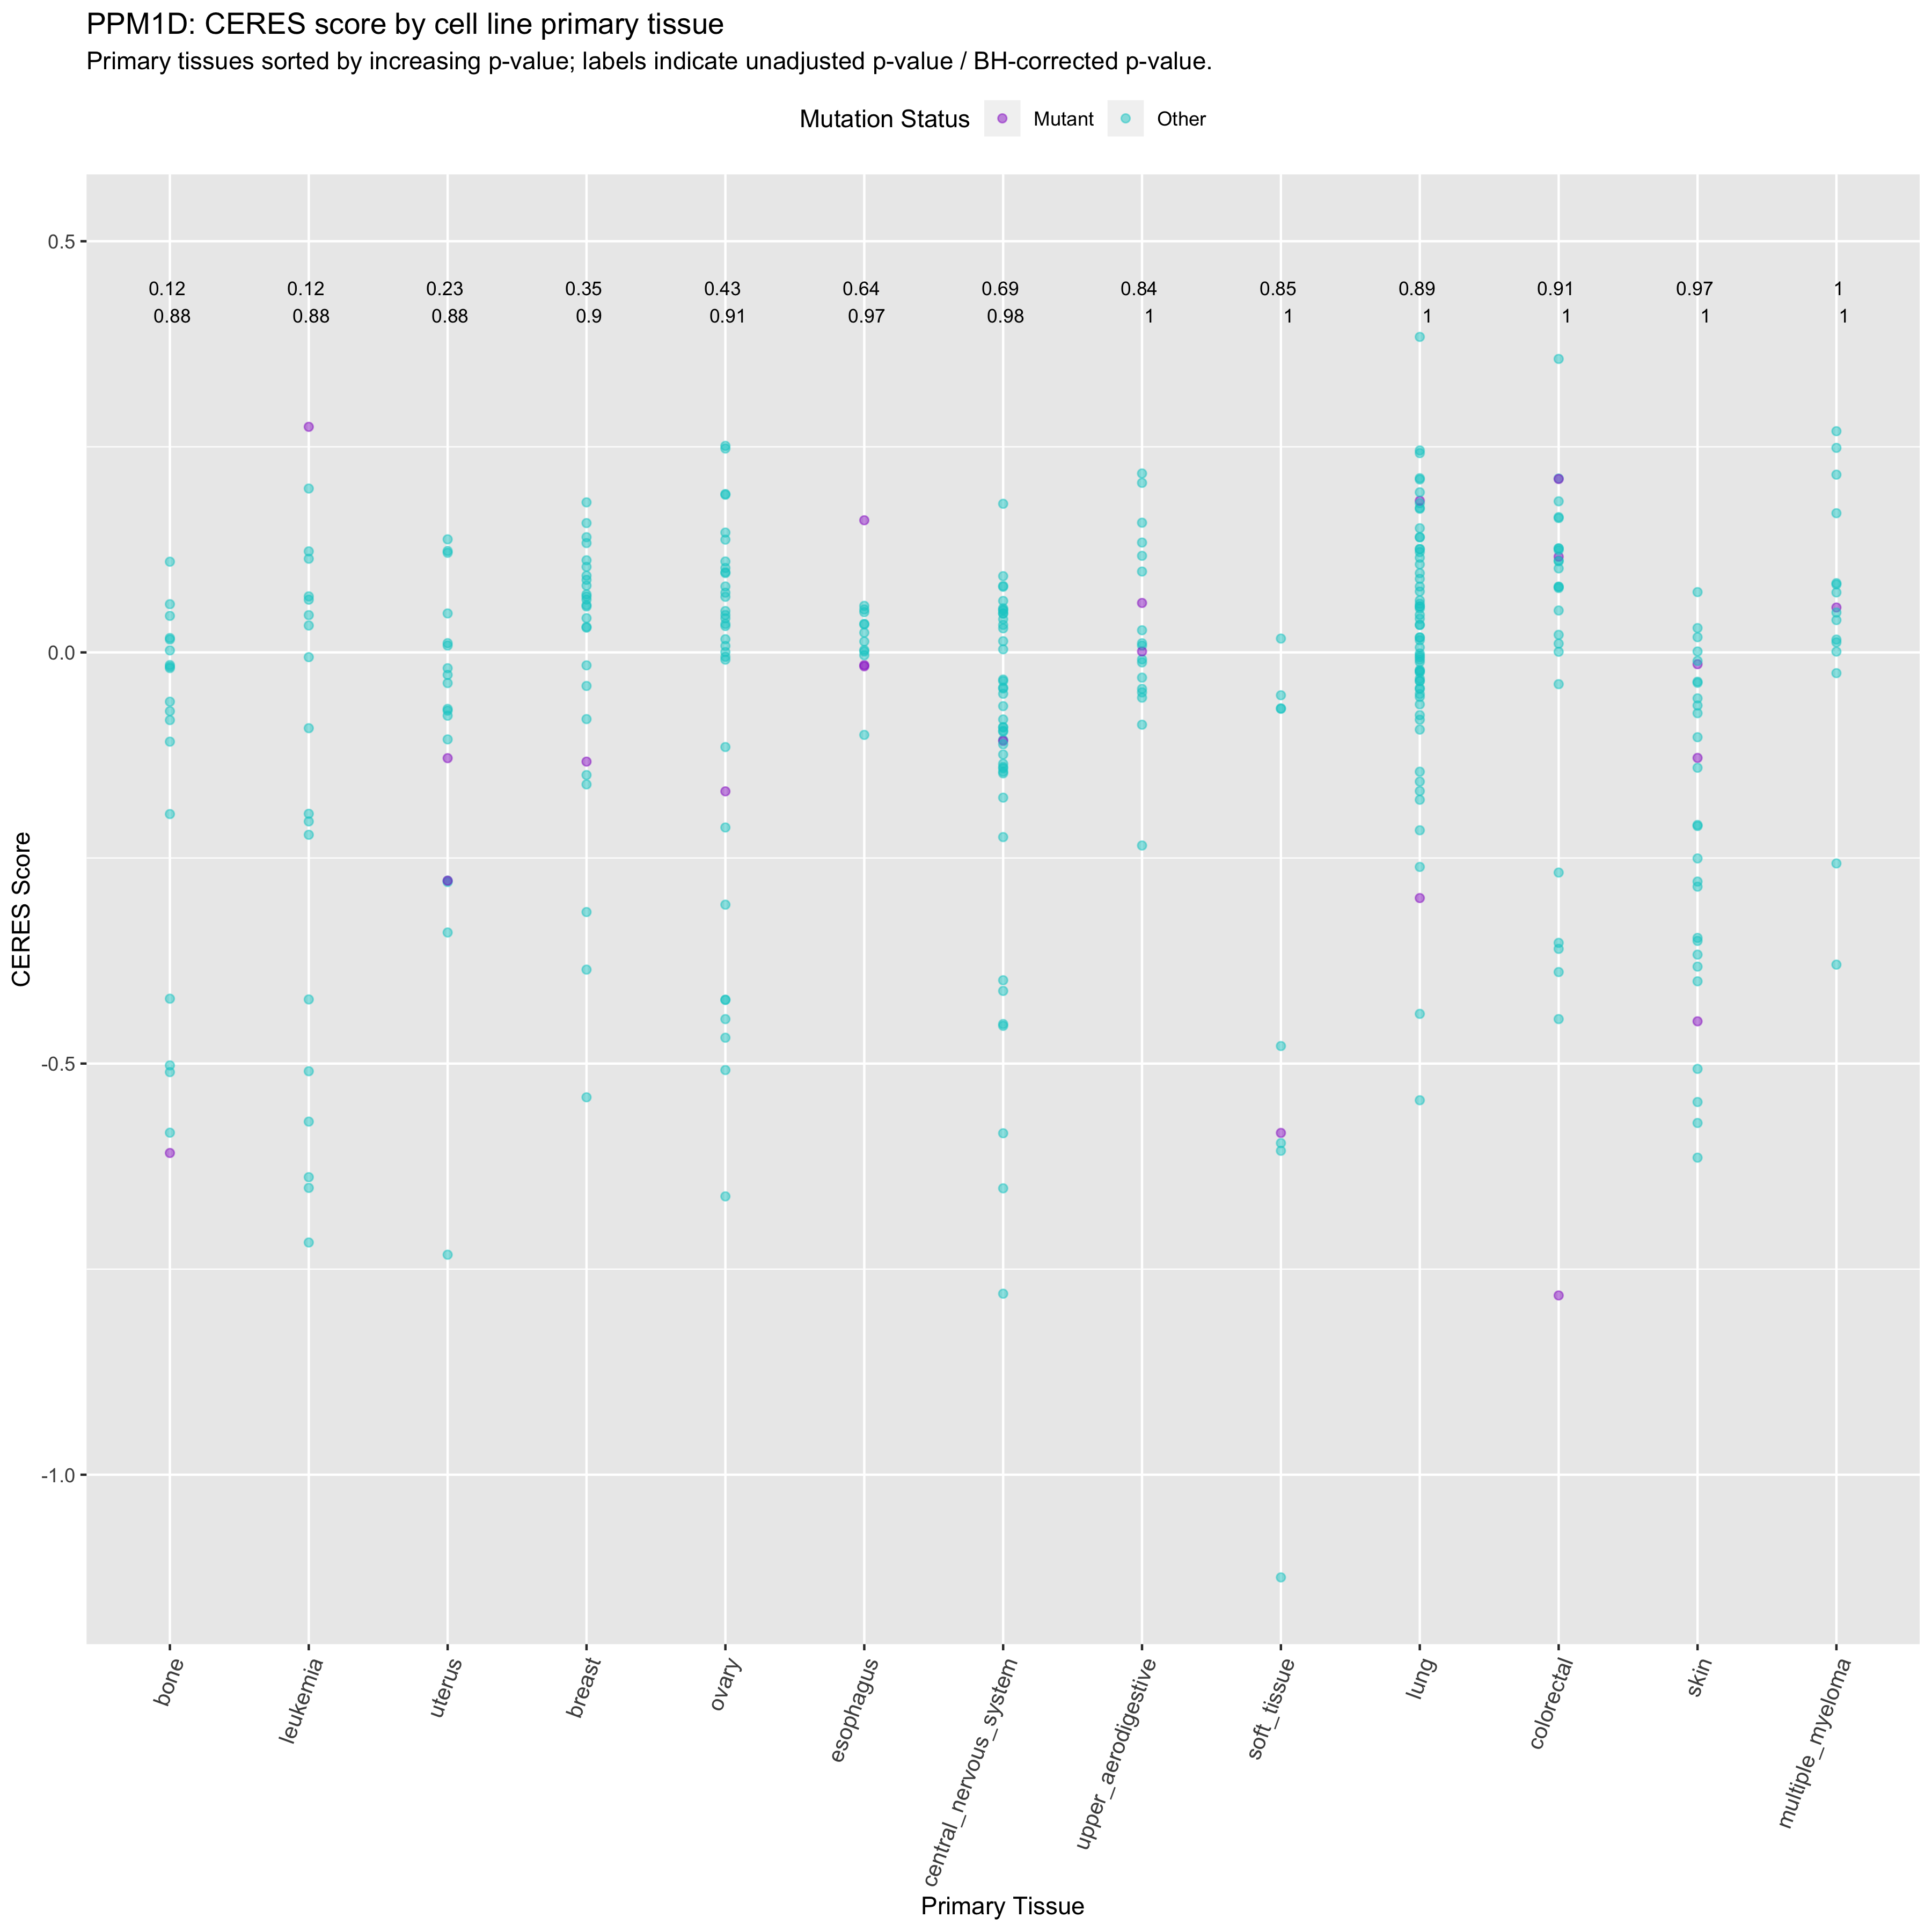 PPM1D: CERES score by cell line primary tissue
Primary tissues sorted by increasing p-value; labels indicate unadjusted p-value / BH-corrected p-value.
Mutation Status Mutant Other
0.5
0.12 0.12 0.23 0.35 0.43 0.64 0.69 0.84 0.85 0.89 0.91 0.97 1
0.88 0.88 0.88 0.9 0.91 0.97 0.98 1 1 1 1 1 1
0.0
CERES Score
-0.5
-1.0
bone leukemia uterus breast ovary esophagus central_nervous_system upper_aerodigestive soft_tissue lung colorectal skin multiple_myeloma
Primary Tissue